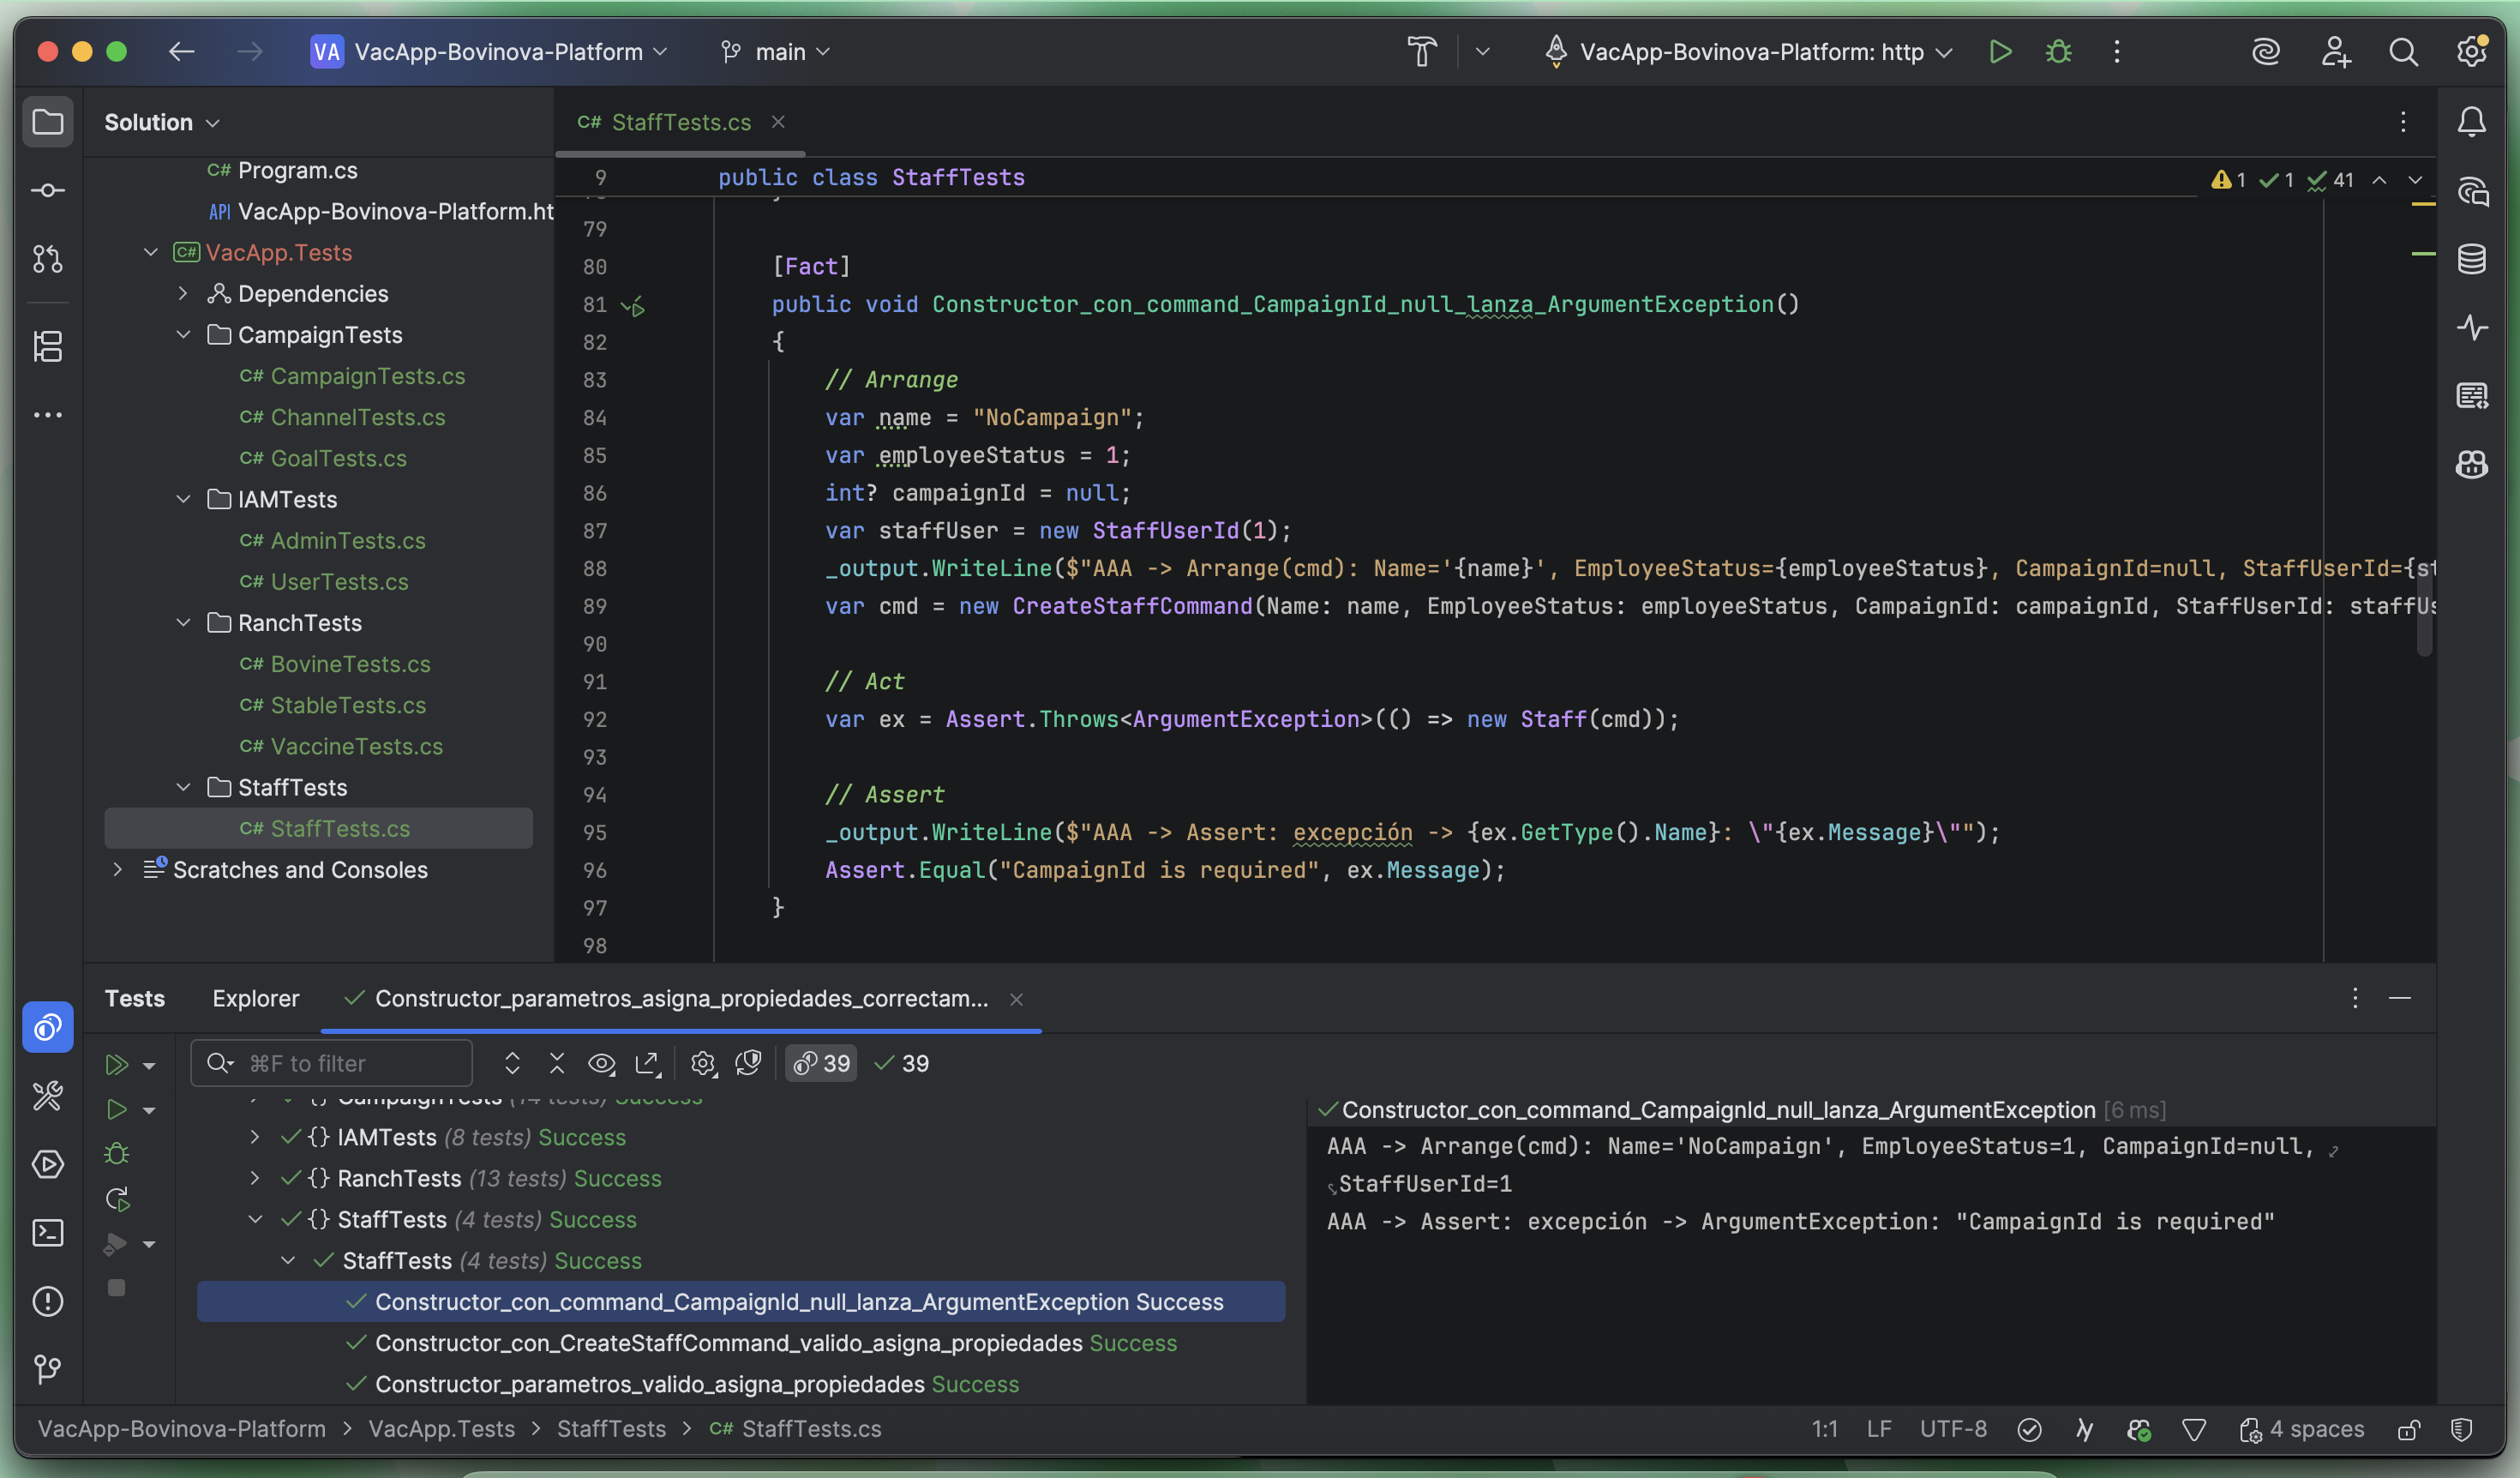 VA VacApp-Bovinova-Platform main VacApp-Bovinova-Platform: http
Solution
C# Program.cs
API VacApp-Bovinova-Platform.ht
C# VacApp.Tests
Dependencies
CampaignTests
C# CampaignTests.cs
C# ChannelTests.cs
C# GoalTests.cs
IAMTests
C# AdminTests.cs
C# UserTests.cs
RanchTests
C# BovineTests.cs
C# StableTests.cs
C# VaccineTests.cs
StaffTests
C# StaffTests.cs
Scratches and Consoles
C# StaffTests.cs
9 public class StaffTests
1 1 41
79
80 [Fact]
81 public void Constructor_con_command_CampaignId_null_lanza_ArgumentException()
82 {
83 // Arrange
84 var name = "NoCampaign";
85 var employeeStatus = 1;
86 int? campaignId = null;
87 var staffUser = new StaffUserId(1);
88 _output.WriteLine($"AAA -> Arrange(cmd): Name='{name}', EmployeeStatus={employeeStatus}, CampaignId=null, StaffUserId={st
89 var cmd = new CreateStaffCommand(Name: name, EmployeeStatus: employeeStatus, CampaignId: campaignId, StaffUserId: staffUs
90
91 // Act
92 var ex = Assert.Throws<ArgumentException>(() => new Staff(cmd));
93
94 // Assert
95 _output.WriteLine($"AAA -> Assert: excepción -> {ex.GetType().Name}: \"{ex.Message}\"");
96 Assert.Equal("CampaignId is required", ex.Message);
97 }
98
Tests Explorer Constructor_parametros_asigna_propiedades_correctam...
⌘F to filter 39 39
{} CampaignTests (14 tests) Success
{} IAMTests (8 tests) Success
{} RanchTests (13 tests) Success
{} StaffTests (4 tests) Success
StaffTests (4 tests) Success
Constructor_con_command_CampaignId_null_lanza_ArgumentException Success
Constructor_con_CreateStaffCommand_valido_asigna_propiedades Success
Constructor_parametros_valido_asigna_propiedades Success
Constructor_con_command_CampaignId_null_lanza_ArgumentException [6 ms]
AAA -> Arrange(cmd): Name='NoCampaign', EmployeeStatus=1, CampaignId=null,
StaffUserId=1
AAA -> Assert: excepción -> ArgumentException: "CampaignId is required"
VacApp-Bovinova-Platform > VacApp.Tests > StaffTests > C# StaffTests.cs
1:1 LF UTF-8 4 spaces